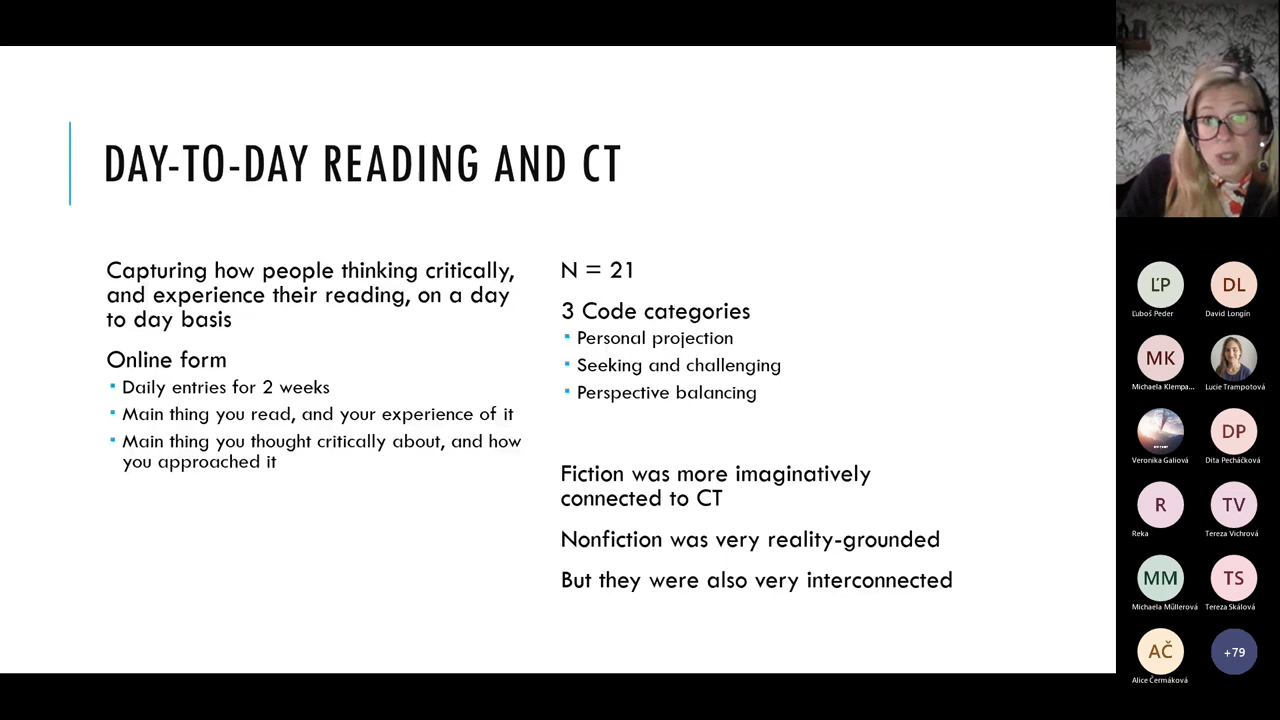 DAY-TO-DAY READING AND CT
Capturing how people thinking critically,
and experience their reading, on a day
to day basis
Online form
Daily entries for 2 weeks
Main thing you read, and your experience of it
Main thing you thought critically about, and how
you approached it
N = 21
3 Code categories
Personal projection
Seeking and challenging
Perspective balancing
Fiction was more imaginatively
connected to CT
Nonfiction was very reality-grounded
But they were also very interconnected
ĽP
Ľuboš Peder
DL
David Longín
MK
Michaela Klempa...
Lucie Trampotová
Veronika Galiová
DP
Dita Pecháčková
R
Reka
TV
Tereza Vichrová
MM
Michaela Müllerová
TS
Tereza Skálová
AČ
Alice Čermáková
+79